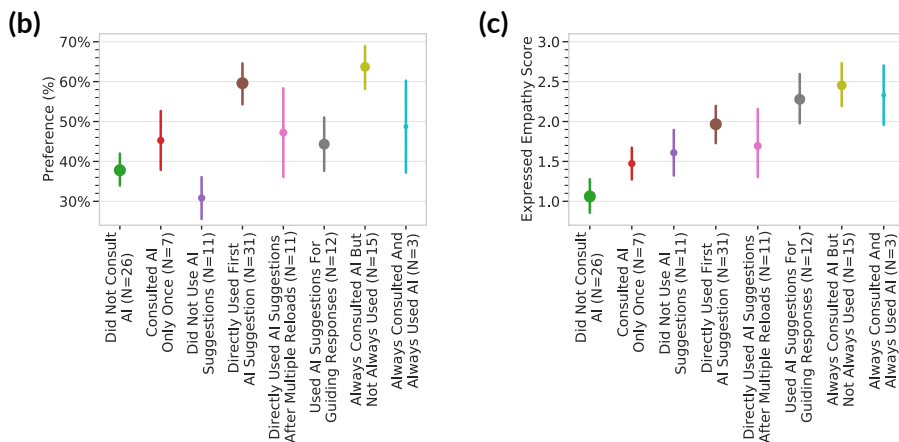 (b)
Preference (%)
70%
60%
50%
40%
30%
Did Not Consult
AI (N=26)
Consulted AI
Only Once (N=7)
Did Not Use AI
Suggestions (N=11)
Directly Used First
AI Suggestion (N=31)
Directly Used AI Suggestions
After Multiple Reloads (N=11)
Used AI Suggestions For
Guiding Responses (N=12)
Always Consulted AI But
Not Always Used (N=15)
Always Consulted And
Always Used AI (N=3)
(c)
Expressed Empathy Score
3.0
2.5
2.0
1.5
1.0
Did Not Consult
AI (N=26)
Consulted AI
Only Once (N=7)
Did Not Use AI
Suggestions (N=11)
Directly Used First
AI Suggestion (N=31)
Directly Used AI Suggestions
After Multiple Reloads (N=11)
Used AI Suggestions For
Guiding Responses (N=12)
Always Consulted AI But
Not Always Used (N=15)
Always Consulted And
Always Used AI (N=3)